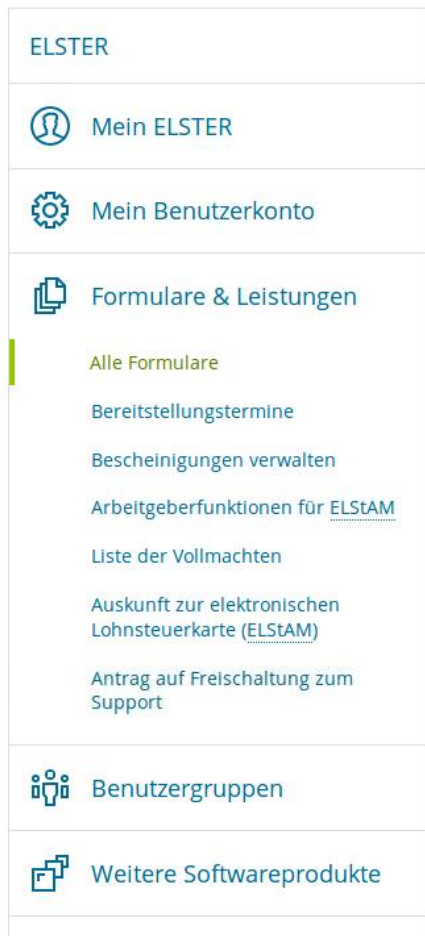 ELSTER
Mein ELSTER
Mein Benutzerkonto
Formulare & Leistungen
Alle Formulare
Bereitstellungstermine
Bescheinigungen verwalten
Arbeitgeberfunktionen für ELStAM
Liste der Vollmachten
Auskunft zur elektronischen
Lohnsteuerkarte (ELStAM)
Antrag auf Freischaltung zum
Support
Benutzergruppen
Weitere Softwareprodukte